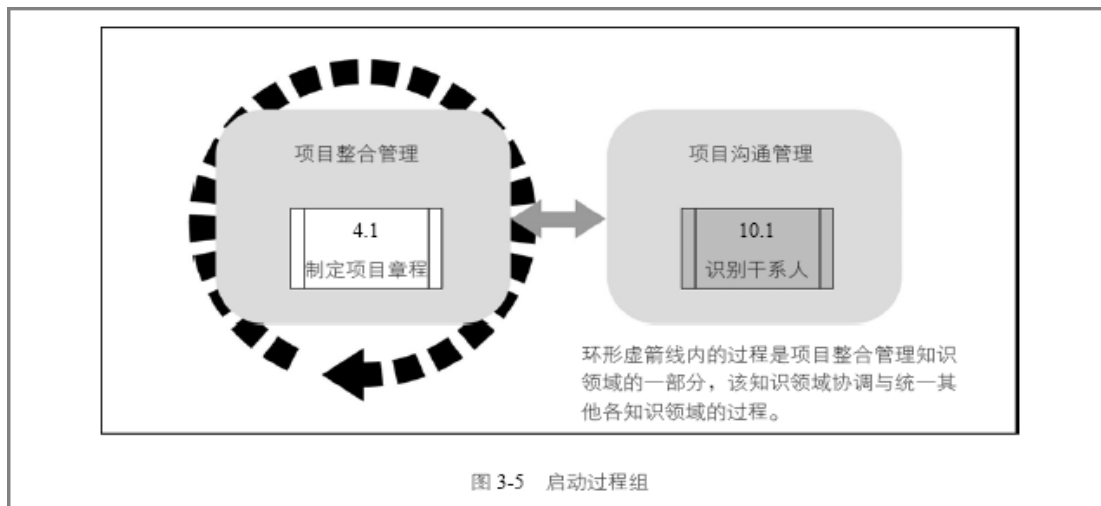 项目整合管理
4.1
制定项目章程
项目沟通管理
10.1
识别干系人
环形虚箭线内的过程是项目整合管理知识
领域的一部分，该知识领域协调与统一其
他各知识领域的过程。
图 3-5 启动过程组